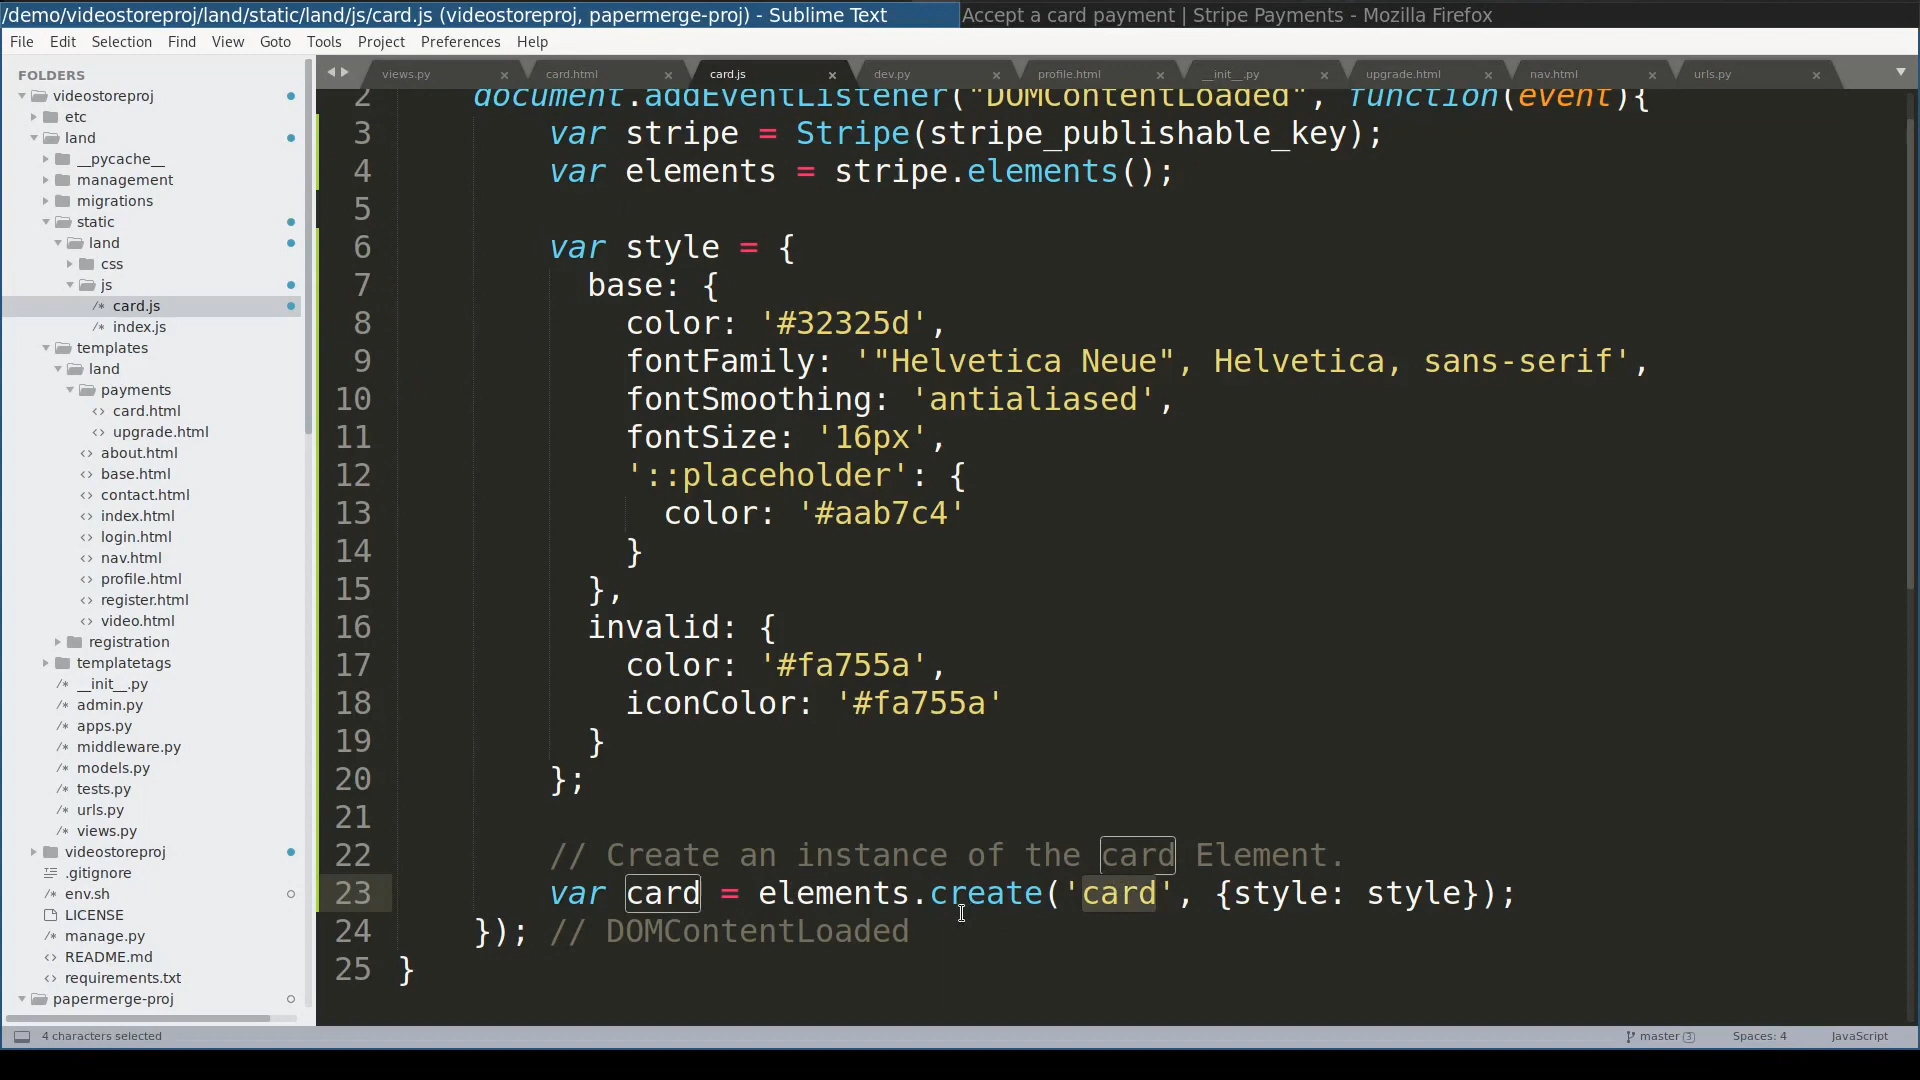 /demo/videostoreproj/land/static/land/js/card.js (videostoreproj, papermerge-proj) - Sublime Text
Accept a card payment | Stripe Payments - Mozilla Firefox
File Edit Selection Find View Goto Tools Project Preferences Help
FOLDERS
videostoreproj
etc
land
__pycache__
management
migrations
static
land
css
js
card.js
index.js
templates
land
payments
card.html
upgrade.html
about.html
base.html
contact.html
index.html
login.html
nav.html
profile.html
register.html
video.html
registration
templatetags
__init__.py
admin.py
apps.py
middleware.py
models.py
tests.py
urls.py
views.py
videostoreproj
.gitignore
env.sh
LICENSE
manage.py
README.md
requirements.txt
papermerge-proj
views.py × card.html × card.js × dev.py × profile.html × __init__.py × upgrade.html × nav.html × urls.py ×
2 document.addEventListener("DOMContentLoaded", function(event){
3 var stripe = Stripe(stripe_publishable_key);
4 var elements = stripe.elements();
5
6 var style = {
7 base: {
8 color: '#32325d',
9 fontFamily: '"Helvetica Neue", Helvetica, sans-serif',
10 fontSmoothing: 'antialiased',
11 fontSize: '16px',
12 '::placeholder': {
13 color: '#aab7c4'
14 }
15 },
16 invalid: {
17 color: '#fa755a',
18 iconColor: '#fa755a'
19 }
20 };
21
22 // Create an instance of the card Element.
23 var card = elements.create('card', {style: style});
24 }); // DOMContentLoaded
25 }
4 characters selected
master 3 Spaces: 4 JavaScript